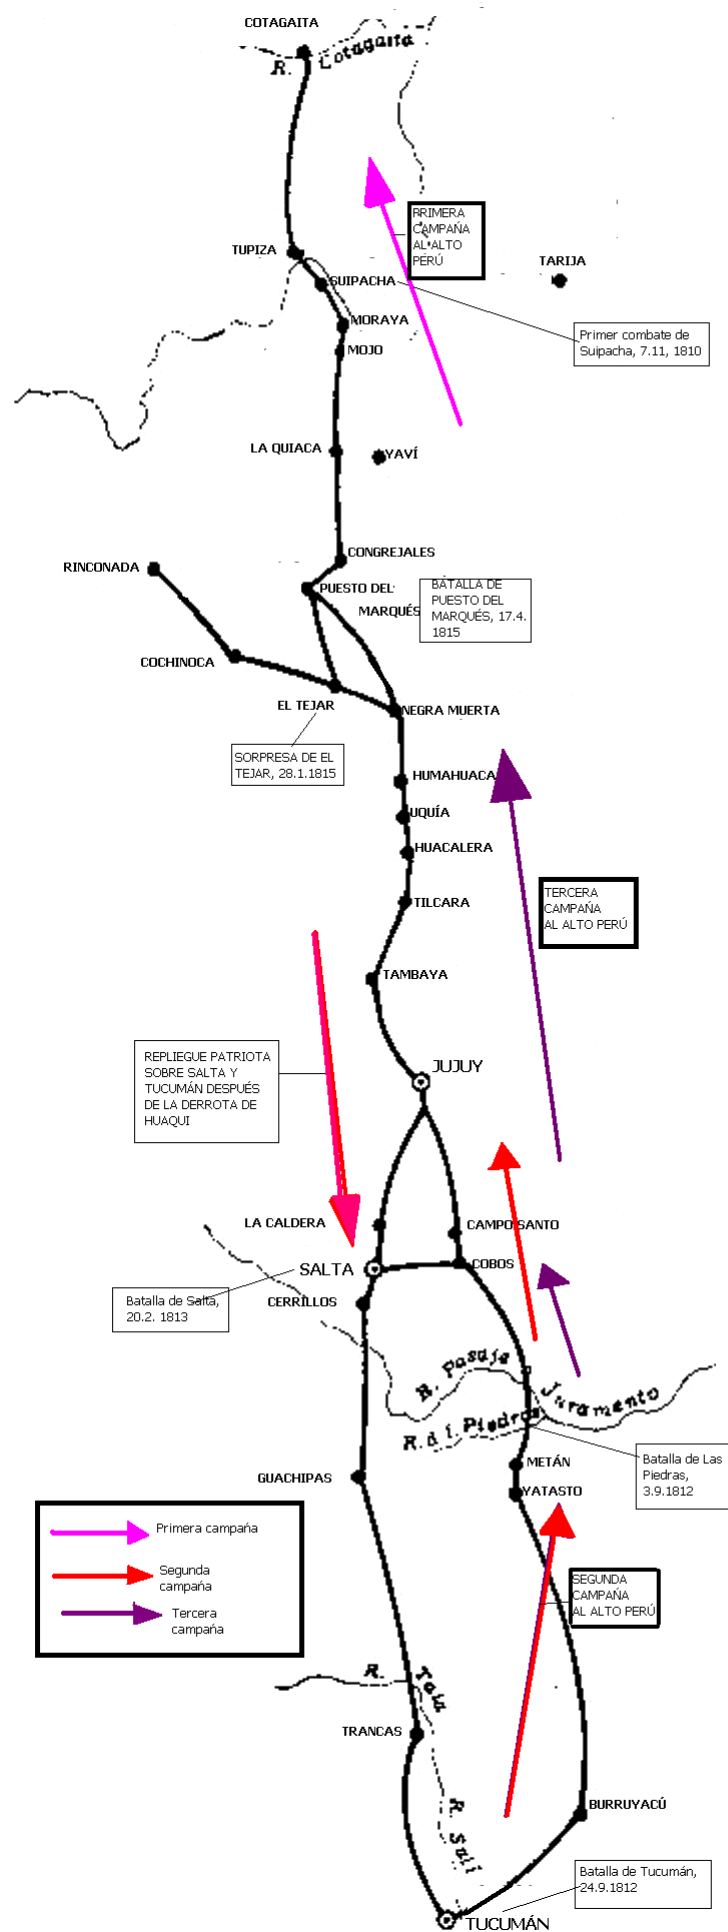 COTAGAITA
R. Cotagaita
PRIMERA
CAMPAÑA
AL ALTO
PERÚ
TUPIZA
TARIJA
SUIPACHA
MORAYA
Primer combate de
Suipacha, 7.11, 1810
MOJO
LA QUIACA
YAVÍ
CONGREJALES
RINCONADA
PUESTO DEL
MARQUÉS
BATALLA DE
PUESTO DEL
MARQUÉS, 17.4.
1815
COCHINOCA
EL TEJAR
NEGRA MUERTA
SORPRESA DE EL
TEJAR, 28.1.1815
HUMAHUACA
UQUÍA
HUACALERA
TERCERA
CAMPAÑA
AL ALTO PERÚ
TILCARA
TAMBAYA
REPLIEGUE PATRIOTA
SOBRE SALTA Y
TUCUMÁN DESPUÉS
DE LA DERROTA DE
HUAQUI
JUJUY
LA CALDERA
CAMPO SANTO
SALTA
COBOS
Batalla de Salta,
20.2. 1813
CERRILLOS
R. Pasaje
Juramento
R. d l. Piedras
METÁN
Batalla de Las
Piedras,
3.9.1812
GUACHIPAS
YATASTO
Primera campaña
Segunda
campaña
Tercera
campaña
SEGUNDA
CAMPAÑA
AL ALTO PERÚ
R. Tala
TRANCAS
R. Sali
BURRUYACÚ
Batalla de Tucumán,
24.9.1812
TUCUMÁN